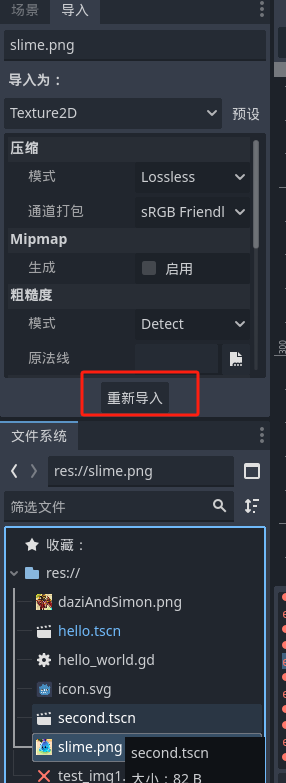 场景 导入
slime.png
导入为：
Texture2D 预设
压缩
模式 Lossless
通道打包 sRGB Friendl
Mipmap
生成 启用
粗糙度
模式 Detect
原法线
重新导入
文件系统
res://slime.png
筛选文件
300
收藏：
res://
daziAndSimon.png
hello.tscn
hello_world.gd
icon.svg
second.tscn
slime.png second.tscn
test_img1. 大小：82 B